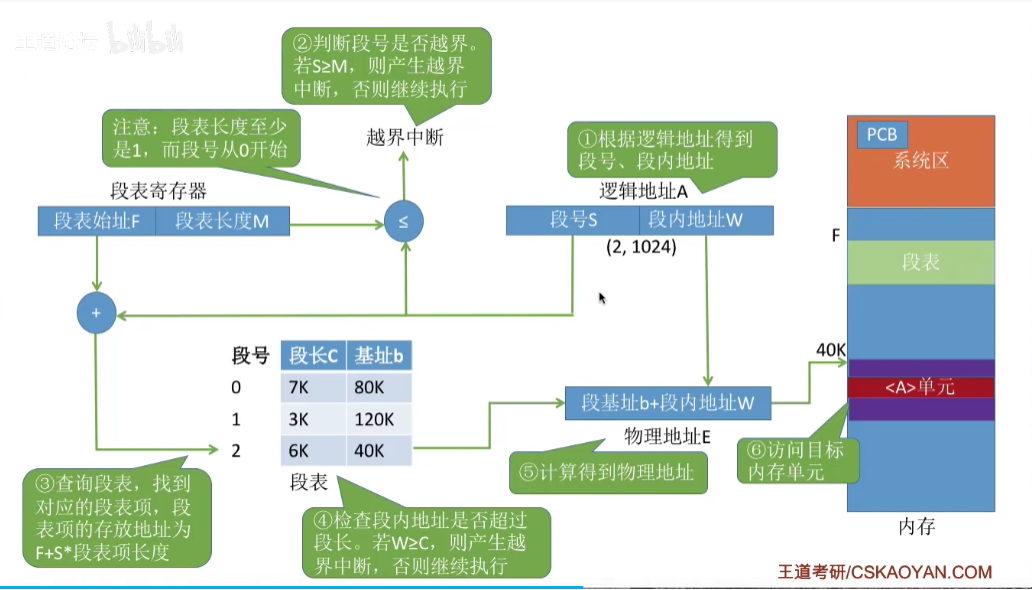 王道论坛 bilibili
②判断段号是否越界。
若S≥M，则产生越界
中断，否则继续执行
注意：段表长度至少
是1，而段号从0开始
越界中断
①根据逻辑地址得到
段号、段内地址
PCB
系统区
段表寄存器
逻辑地址A
段表始址F 段表长度M
≤
段号S 段内地址W
(2, 1024)
F
段表
+
40K
段号 段长C 基址b
0 7K 80K
1 3K 120K
2 6K 40K
段表
<A>单元
段基址b+段内地址W
物理地址E
⑥访问目标
内存单元
⑤计算得到物理地址
③查询段表，找到
对应的段表项，段
表项的存放地址为
F+S*段表项长度
④检查段内地址是否超过
段长。若W≥C，则产生越
界中断，否则继续执行
内存
王道考研/CSKAOYAN.COM